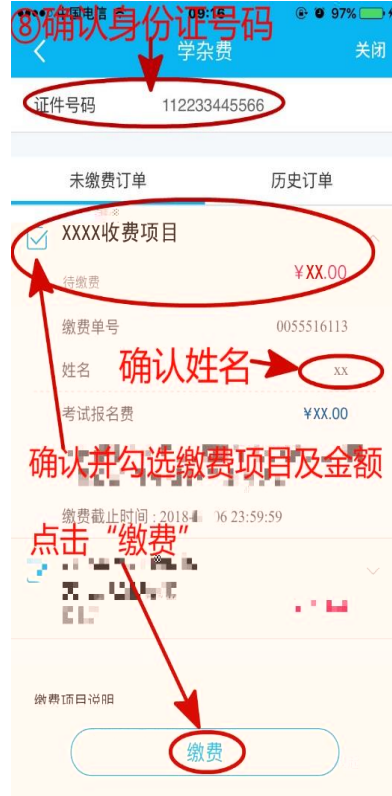 中国电信 09:16 97%
⑧确认身份证号码
学杂费 关闭
证件号码 112233445566
未缴费订单 历史订单
XXXX收费项目
待缴费 ¥XX.00
缴费单号 0055516113
姓名 确认姓名 xx
考试报名费 ¥XX.00
确认并勾选缴费项目及金额
缴费截止时间：2018- 06 23:59:59
点击“缴费”
缴费项目说明
缴费